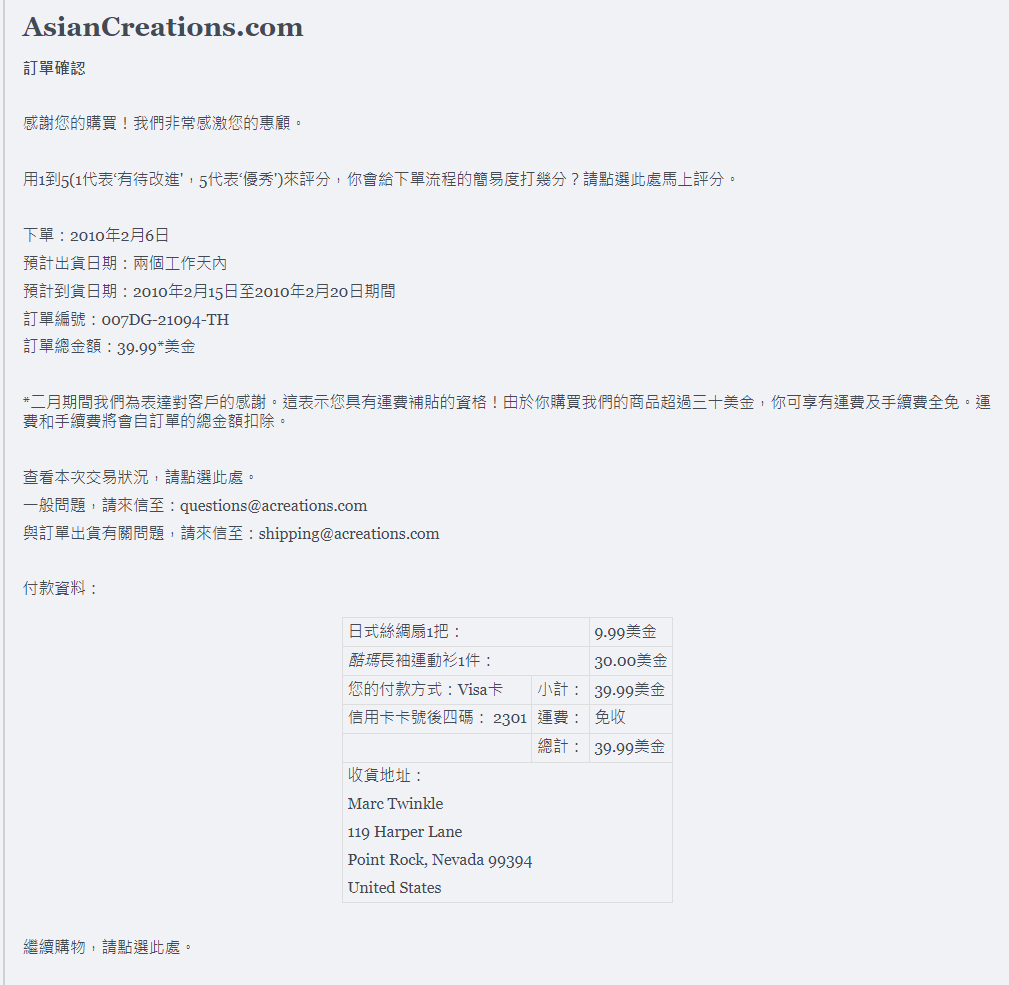 AsianCreations.com
訂單確認
感謝您的購買！我們非常感激您的惠顧。
用1到5(1代表‘有待改進'，5代表‘優秀')來評分，你會給下單流程的簡易度打幾分？請點選此處馬上評分。
下單：2010年2月6日
預計出貨日期：兩個工作天內
預計到貨日期：2010年2月15日至2010年2月20日期間
訂單編號：007DG-21094-TH
訂單總金額：39.99*美金
*二月期間我們為表達對客戶的感謝。這表示您具有運費補貼的資格！由於你購買我們的商品超過三十美金，你可享有運費及手續費全免。運
費和手續費將會自訂單的總金額扣除。
查看本次交易狀況，請點選此處。
一般問題，請來信至：questions@acreations.com
與訂單出貨有關問題，請來信至：shipping@acreations.com
付款資料：
日式絲綢扇1把： 9.99美金
酷瑪長袖運動衫1件： 30.00美金
您的付款方式：Visa卡 小計： 39.99美金
信用卡卡號後四碼： 2301 運費： 免收
總計： 39.99美金
收貨地址：
Marc Twinkle
119 Harper Lane
Point Rock, Nevada 99394
United States
繼續購物，請點選此處。